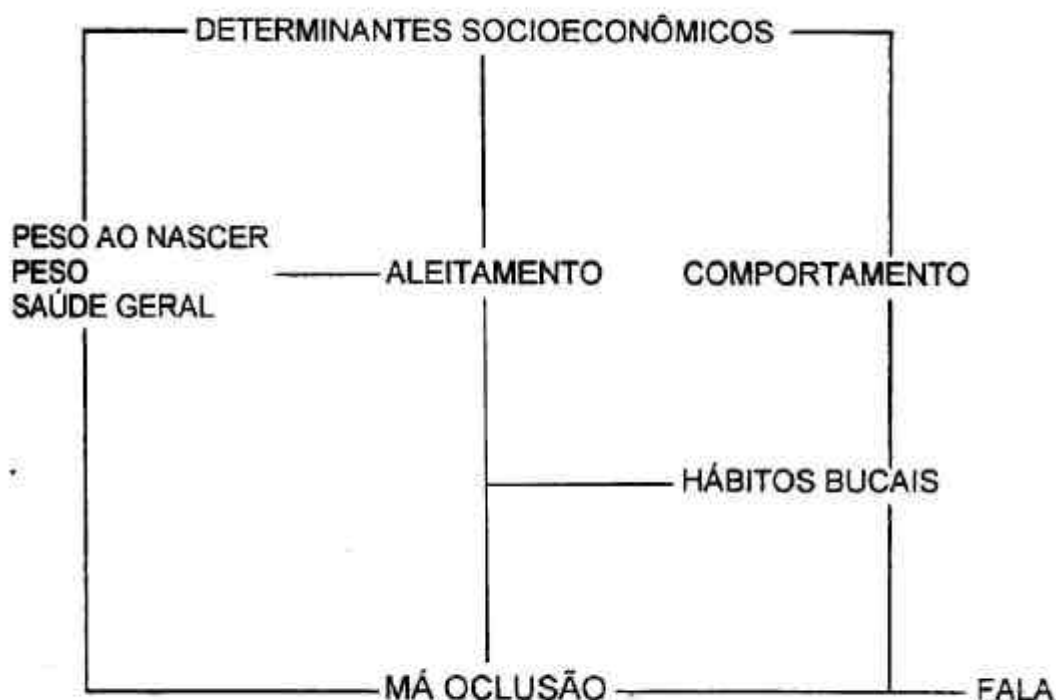 DETERMINANTES SOCIOECONÔMICOS
PESO AO NASCER
PESO
SAÚDE GERAL
ALEITAMENTO
COMPORTAMENTO
HÁBITOS BUCAIS
MÁ OCLUSÃO
FALA